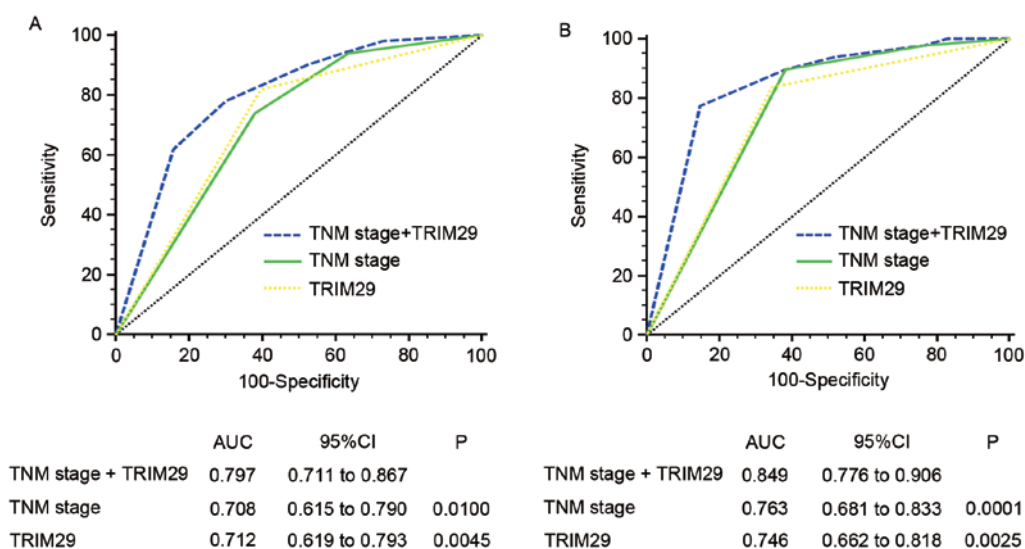 A
100
80
60
40
20
0
Sensitivity
TNM stage+TRIM29
TNM stage
TRIM29
0 20 40 60 80 100
100-Specificity
AUC 95%CI P
TNM stage + TRIM29 0.797 0.711 to 0.867
TNM stage 0.708 0.615 to 0.790 0.0100
TRIM29 0.712 0.619 to 0.793 0.0045
B
100
80
60
40
20
0
Sensitivity
TNM stage+TRIM29
TNM stage
TRIM29
0 20 40 60 80 100
100-Specificity
AUC 95%CI P
TNM stage + TRIM29 0.849 0.776 to 0.906
TNM stage 0.763 0.681 to 0.833 0.0001
TRIM29 0.746 0.662 to 0.818 0.0025